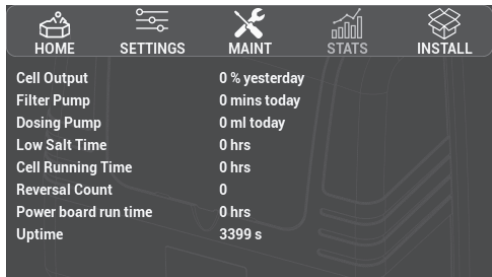 HOME SETTINGS MAINT STATS INSTALL
Cell Output 0 % yesterday
Filter Pump 0 mins today
Dosing Pump 0 ml today
Low Salt Time 0 hrs
Cell Running Time 0 hrs
Reversal Count 0
Power board run time 0 hrs
Uptime 3399 s